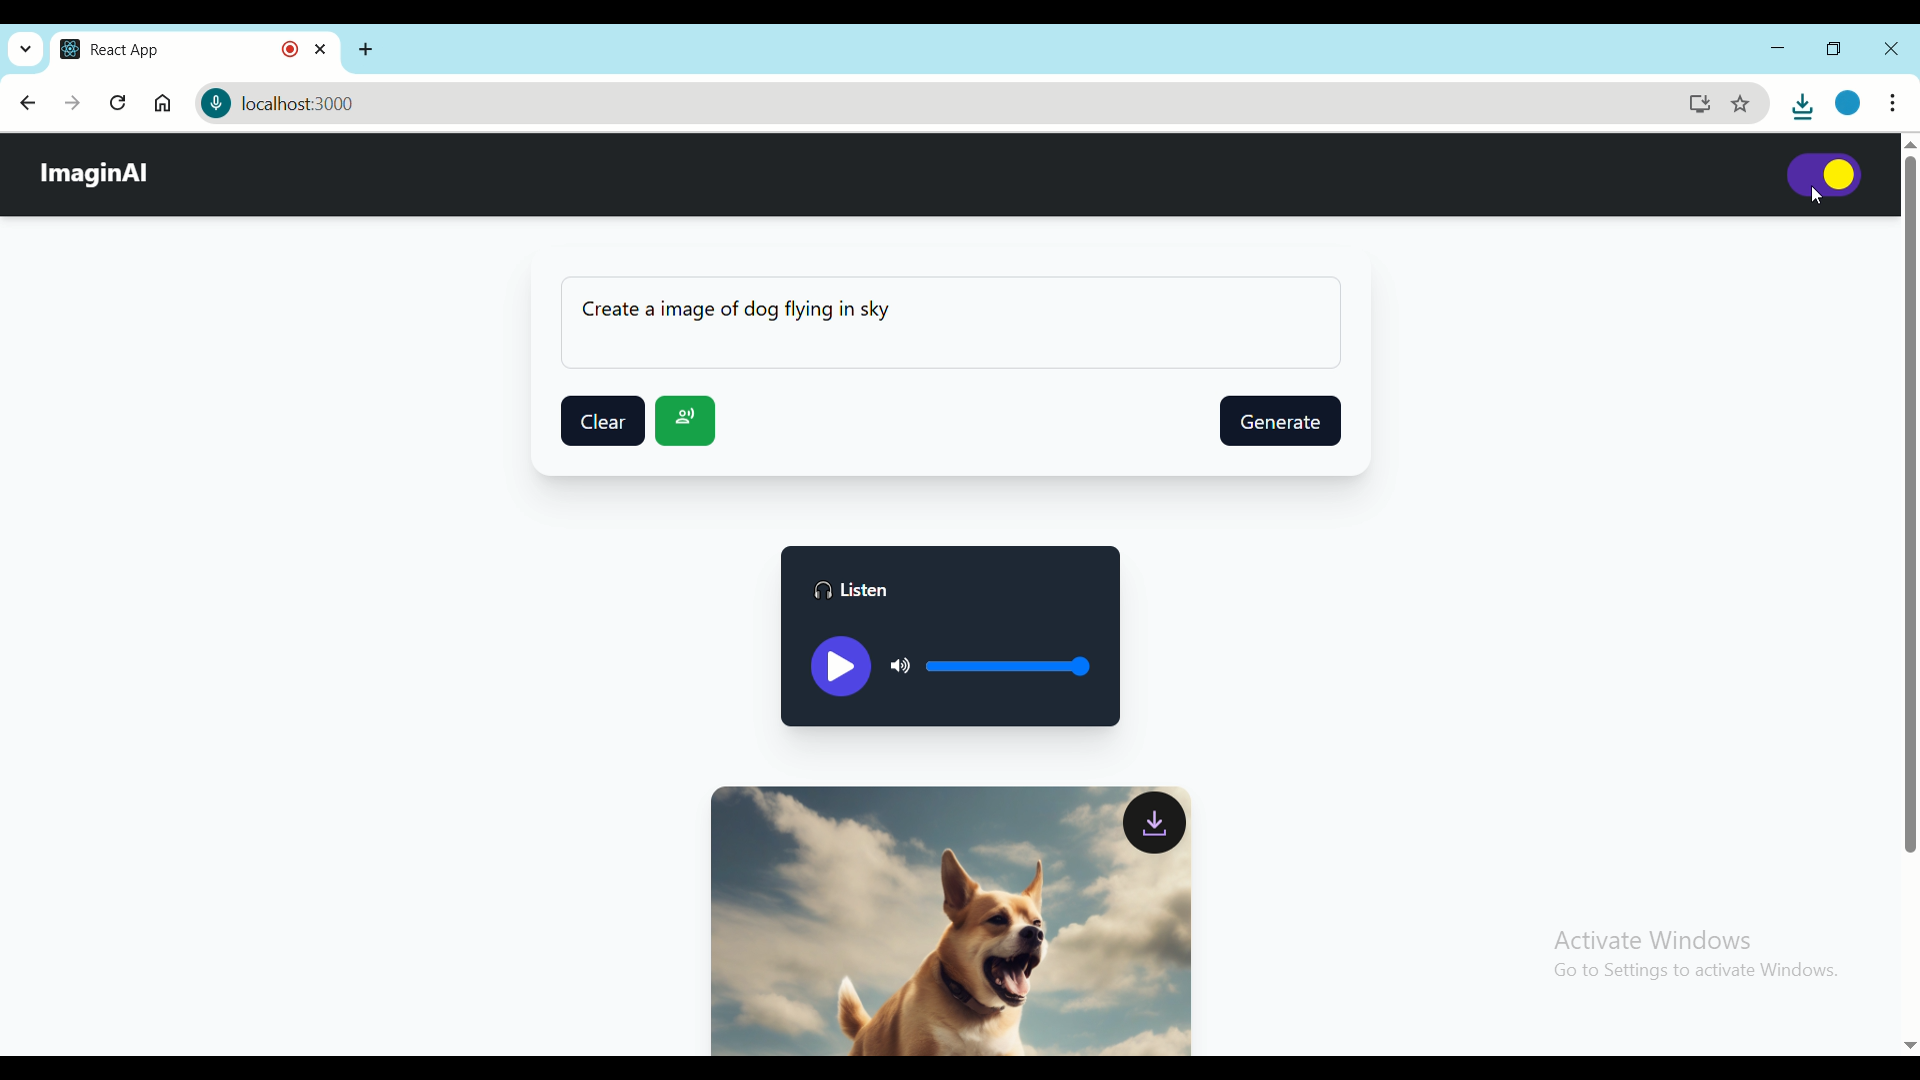 React App
localhost:3000
ImaginAI
Create a image of dog flying in sky
Clear
Generate
🎧 Listen
Activate Windows
Go to Settings to activate Windows.